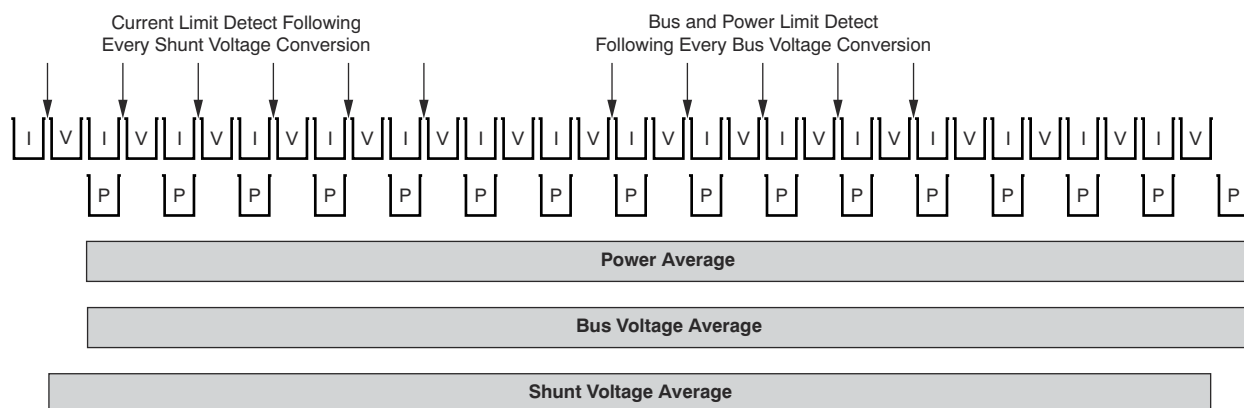 Current Limit Detect Following
Every Shunt Voltage Conversion
Bus and Power Limit Detect
Following Every Bus Voltage Conversion
I V I V I V I V I V I V I V I V I V I V I V I V I V I V I V I V
P P P P P P P P P P P P P P P P
Power Average
Bus Voltage Average
Shunt Voltage Average